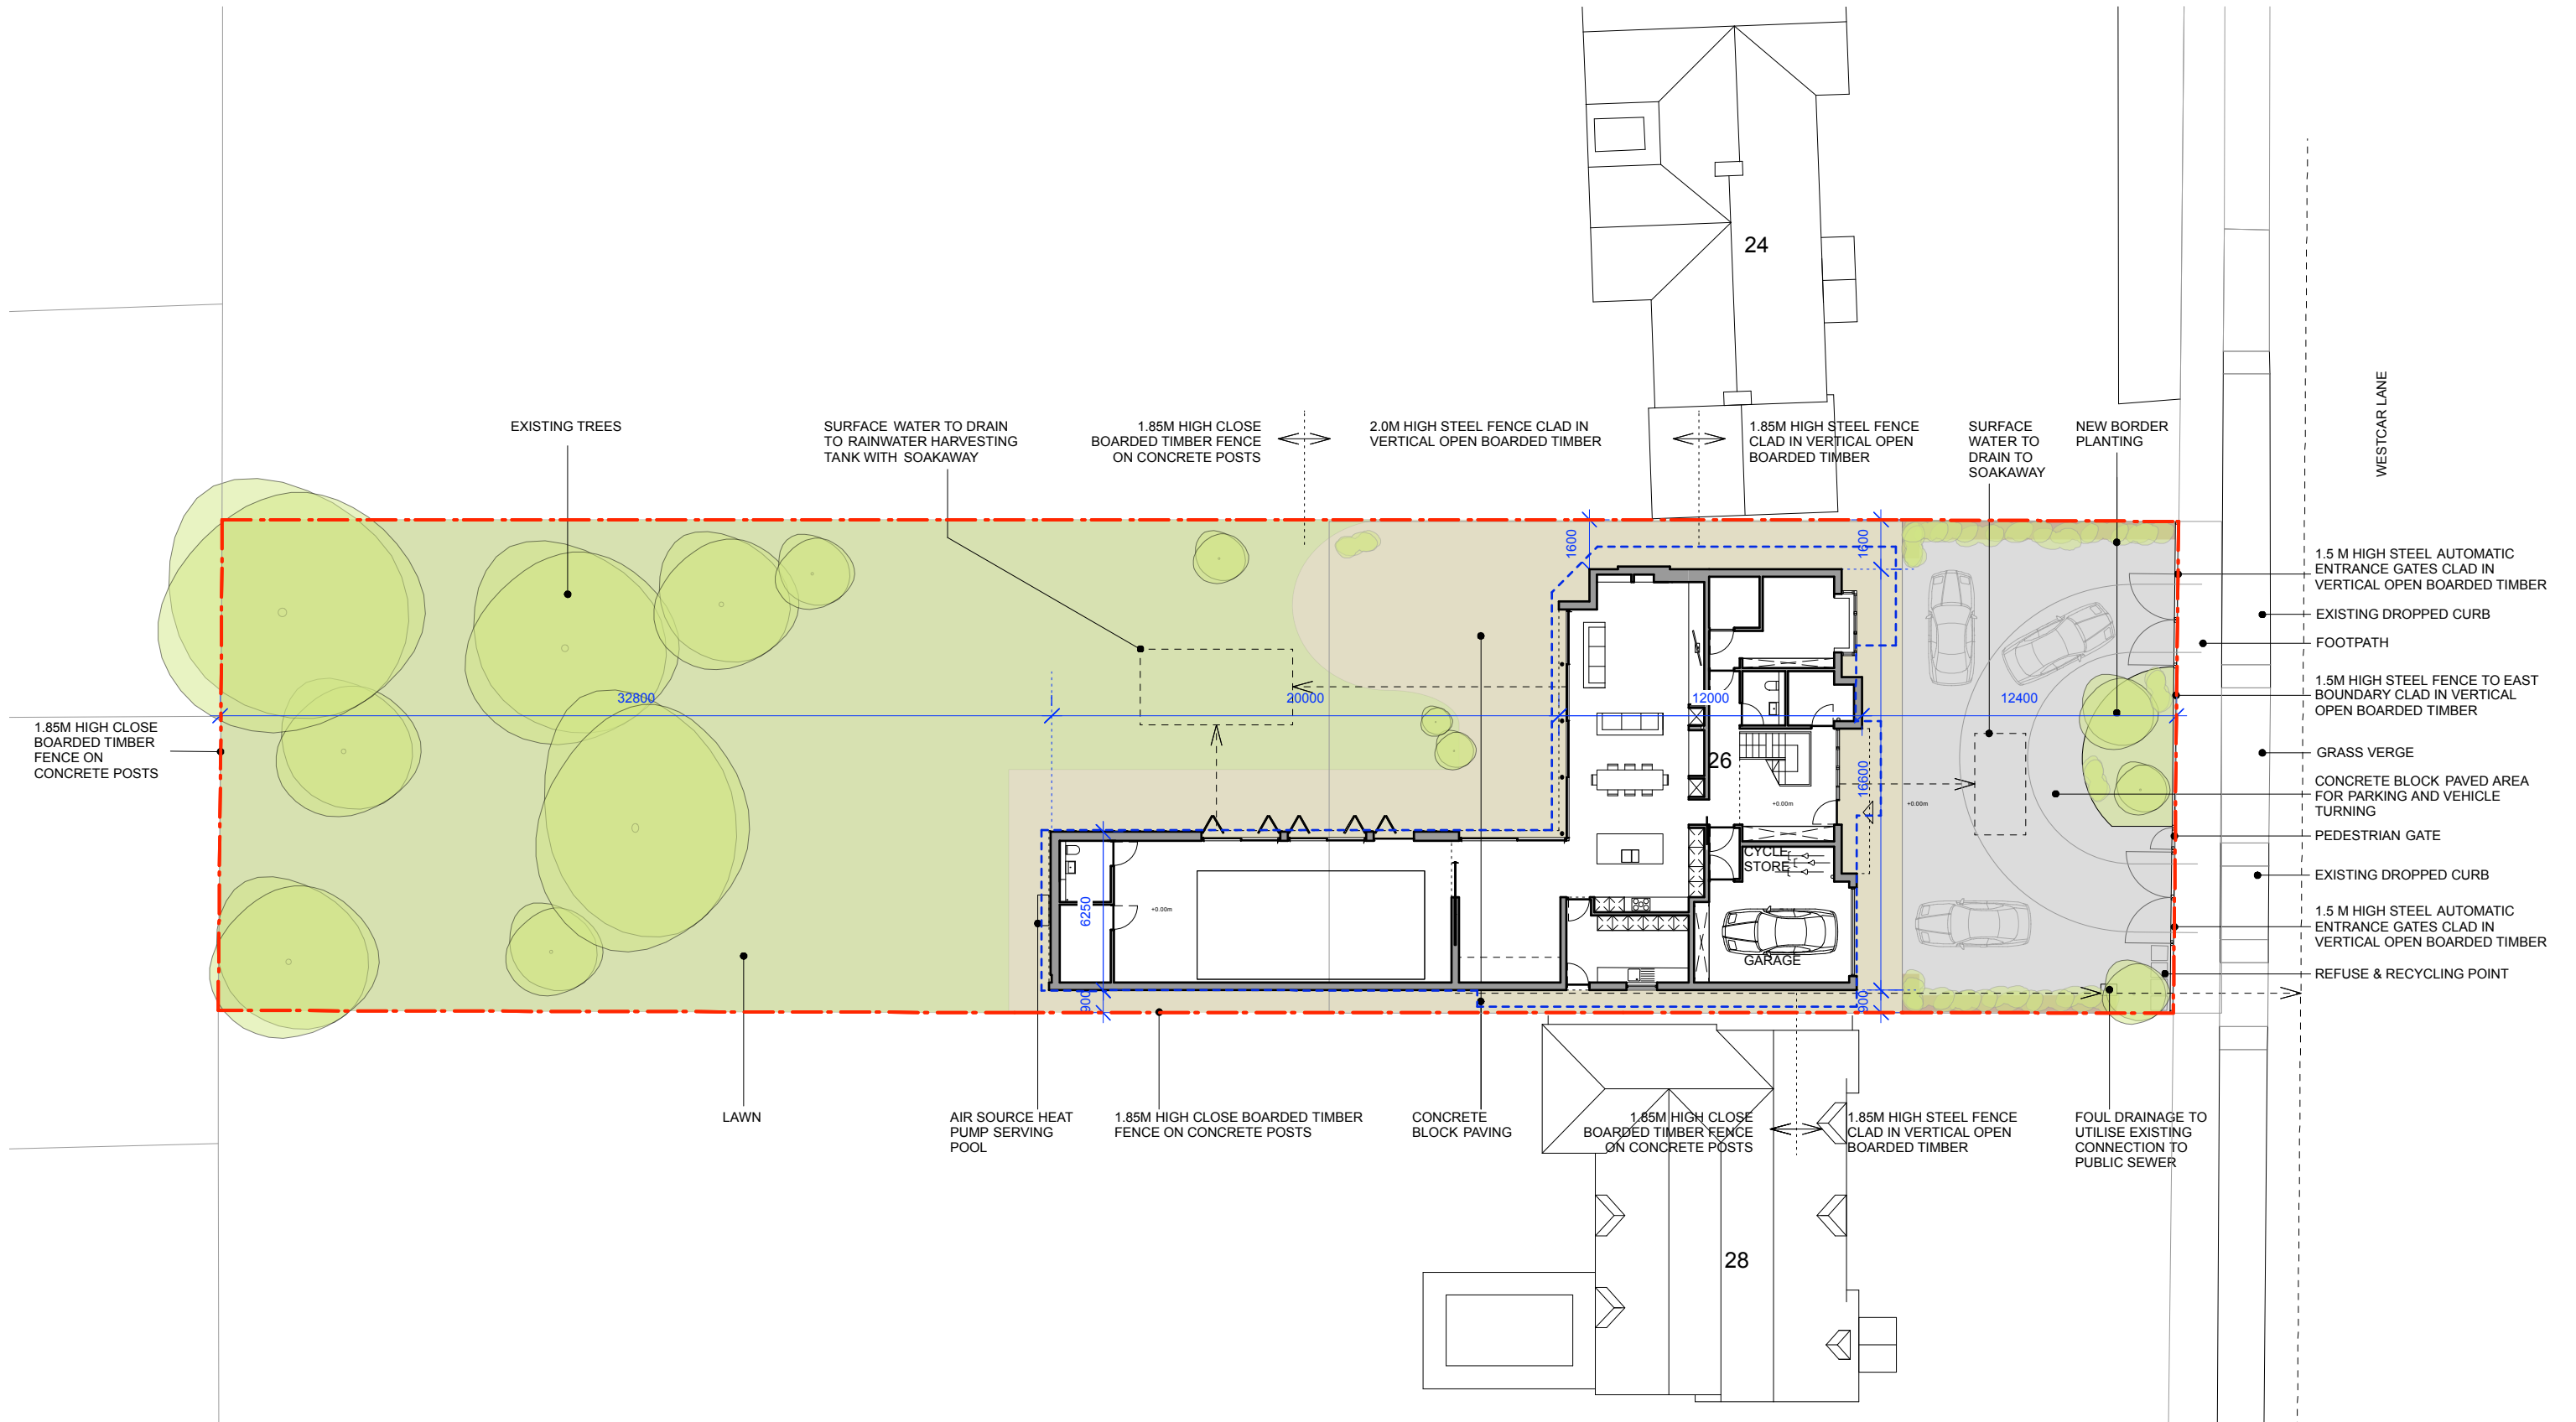 24
WESTCAR LANE
EXISTING TREES
SURFACE WATER TO DRAIN
TO RAINWATER HARVESTING
TANK WITH SOAKAWAY
1.85M HIGH CLOSE
BOARDED TIMBER FENCE
ON CONCRETE POSTS
2.0M HIGH STEEL FENCE CLAD IN
VERTICAL OPEN BOARDED TIMBER
1.85M HIGH STEEL FENCE
CLAD IN VERTICAL OPEN
BOARDED TIMBER
SURFACE
WATER TO
DRAIN TO
SOAKAWAY
NEW BORDER
PLANTING
1600
1600
1.5 M HIGH STEEL AUTOMATIC
ENTRANCE GATES CLAD IN
VERTICAL OPEN BOARDED TIMBER
EXISTING DROPPED CURB
FOOTPATH
1.5M HIGH STEEL FENCE TO EAST
BOUNDARY CLAD IN VERTICAL
OPEN BOARDED TIMBER
GRASS VERGE
CONCRETE BLOCK PAVED AREA
FOR PARKING AND VEHICLE
TURNING
PEDESTRIAN GATE
EXISTING DROPPED CURB
1.5 M HIGH STEEL AUTOMATIC
ENTRANCE GATES CLAD IN
VERTICAL OPEN BOARDED TIMBER
REFUSE & RECYCLING POINT
32800
20000
12000
12400
1.85M HIGH CLOSE
BOARDED TIMBER
FENCE ON
CONCRETE POSTS
26
16600
+0.00m
+0.00m
CYCLE
STORE
6250
+0.00m
GARAGE
900
900
LAWN
AIR SOURCE HEAT
PUMP SERVING
POOL
1.85M HIGH CLOSE BOARDED TIMBER
FENCE ON CONCRETE POSTS
CONCRETE
BLOCK PAVING
1.85M HIGH CLOSE
BOARDED TIMBER FENCE
ON CONCRETE POSTS
1.85M HIGH STEEL FENCE
CLAD IN VERTICAL OPEN
BOARDED TIMBER
FOUL DRAINAGE TO
UTILISE EXISTING
CONNECTION TO
PUBLIC SEWER
28